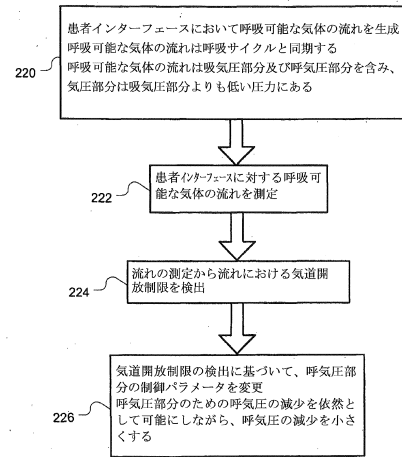 患者インターフェースにおいて呼吸可能な気体の流れを生成
呼吸可能な気体の流れは呼吸サイクルと同期する
呼吸可能な気体の流れは吸気圧部分及び呼気圧部分を含み、
気圧部分は吸気圧部分よりも低い圧力にある
220
患者インターフェースに対する呼吸可
能な気体の流れを測定
222
流れの測定から流れにおける気道開
放制限を検出
224
気道開放制限の検出に基づいて、呼気圧部
分の制御パラメータを変更
呼気圧部分のための呼気圧の減少を依然と
して可能にしながら、呼気圧の減少を小さ
くする
226